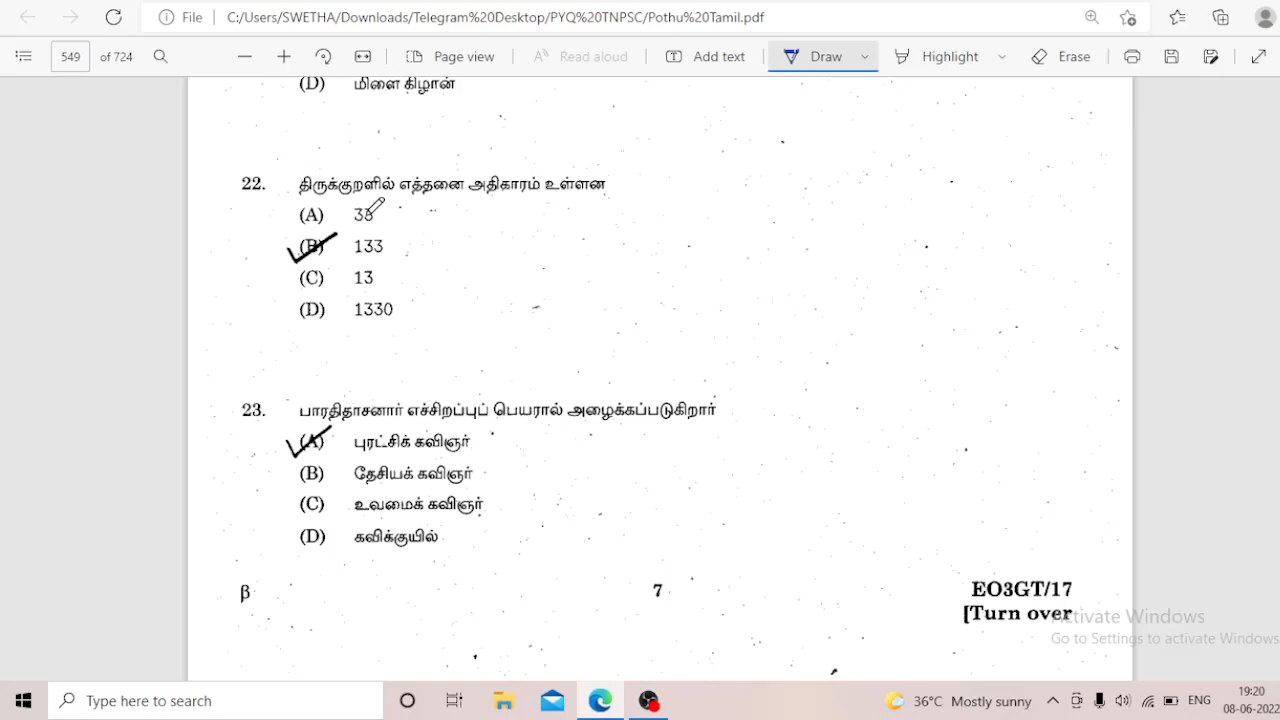 File C:/Users/SWETHA/Downloads/Telegram%20Desktop/PYQ%20TNPSC/Pothu%20Tamil.pdf
549 of 724 Page view Read aloud Add text Draw Highlight Erase
(D) மிளை கிழான்
22. திருக்குறளில் எத்தனை அதிகாரம் உள்ளன
(A) 33
(B) 133
(C) 13
(D) 1330
23. பாரதிதாசனார் எச்சிறப்புப் பெயரால் அழைக்கப்படுகிறார்
(A) புரட்சிக் கவிஞர்
(B) தேசியக் கவிஞர்
(C) உவமைக் கவிஞர்
(D) கவிக்குயில்
β 7 EO3GT/17
[Turn over
Activate Windows
Go to Settings to activate Windows
Type here to search 36°C Mostly sunny ENG 19:20
08-06-2022